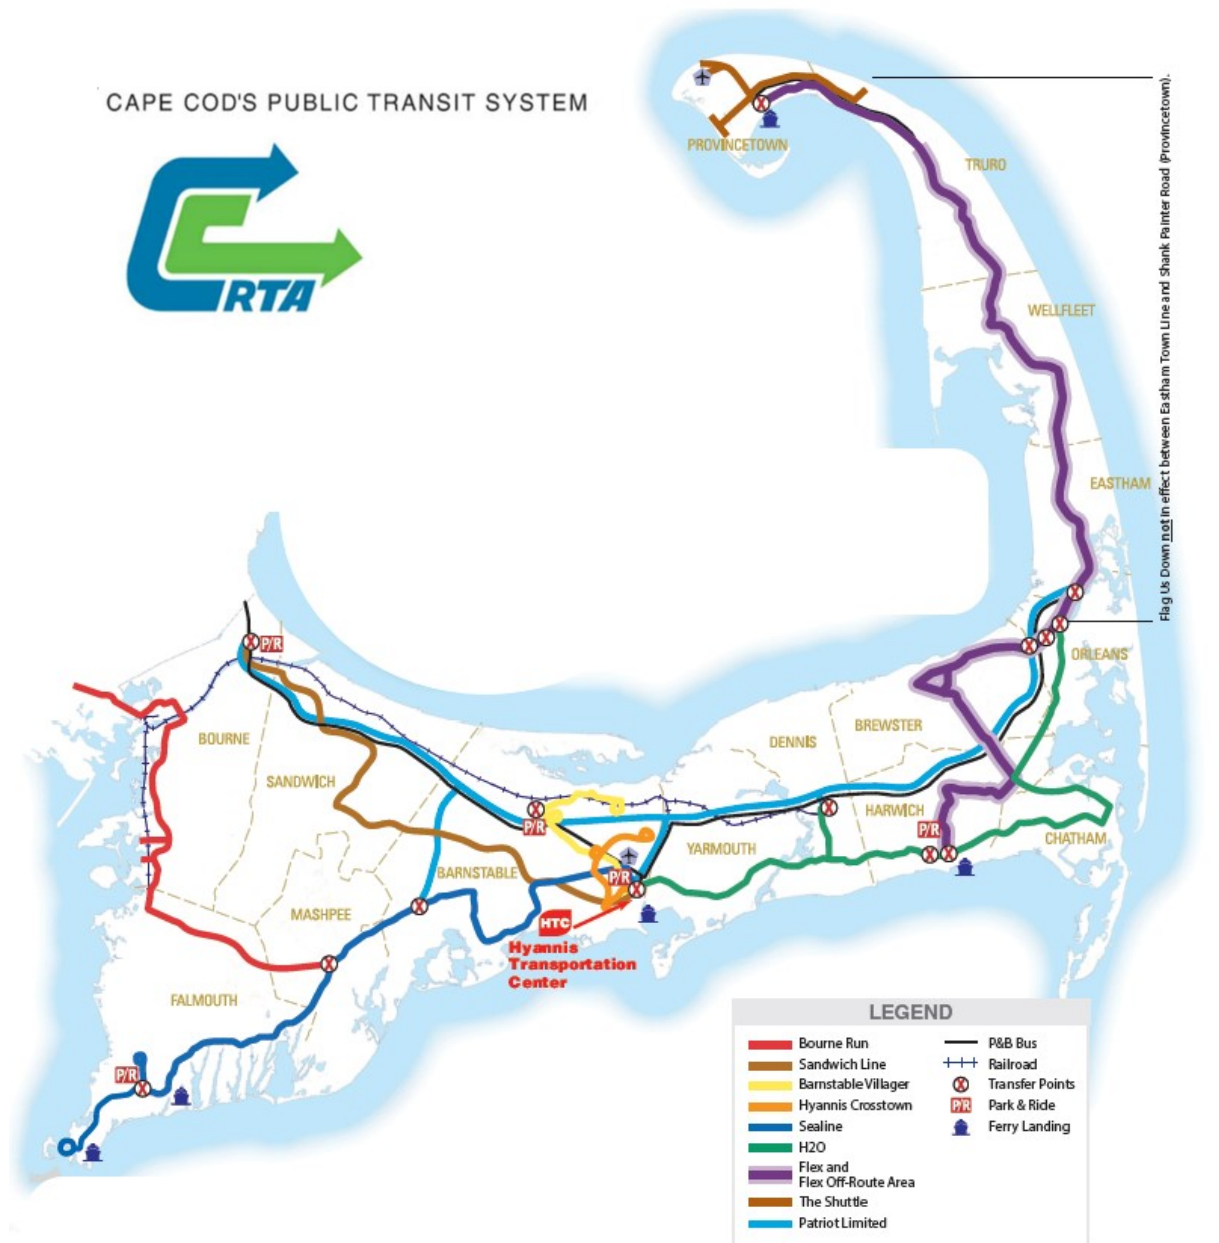 CAPE COD'S PUBLIC TRANSIT SYSTEM
RTA
PROVINCETOWN
TRURO
WELLFLEET
EASTHAM
Flag Us Down not in effect between Eastham Town Line and Shank Painter Road (Provincetown).
P/R
ORLEANS
BOURNE
BREWSTER
DENNIS
SANDWICH
HARWICH
P/R
P/R
CHATHAM
YARMOUTH
BARNSTABLE
P/R
MASHPEE
HTC
Hyannis
Transportation
Center
FALMOUTH
P/R
LEGEND
Bourne Run
Sandwich Line
Barnstable Villager
Hyannis Crosstown
Sealine
H2O
Flex and
Flex Off-Route Area
The Shuttle
Patriot Limited
P&B Bus
Railroad
X Transfer Points
P/R Park & Ride
Ferry Landing